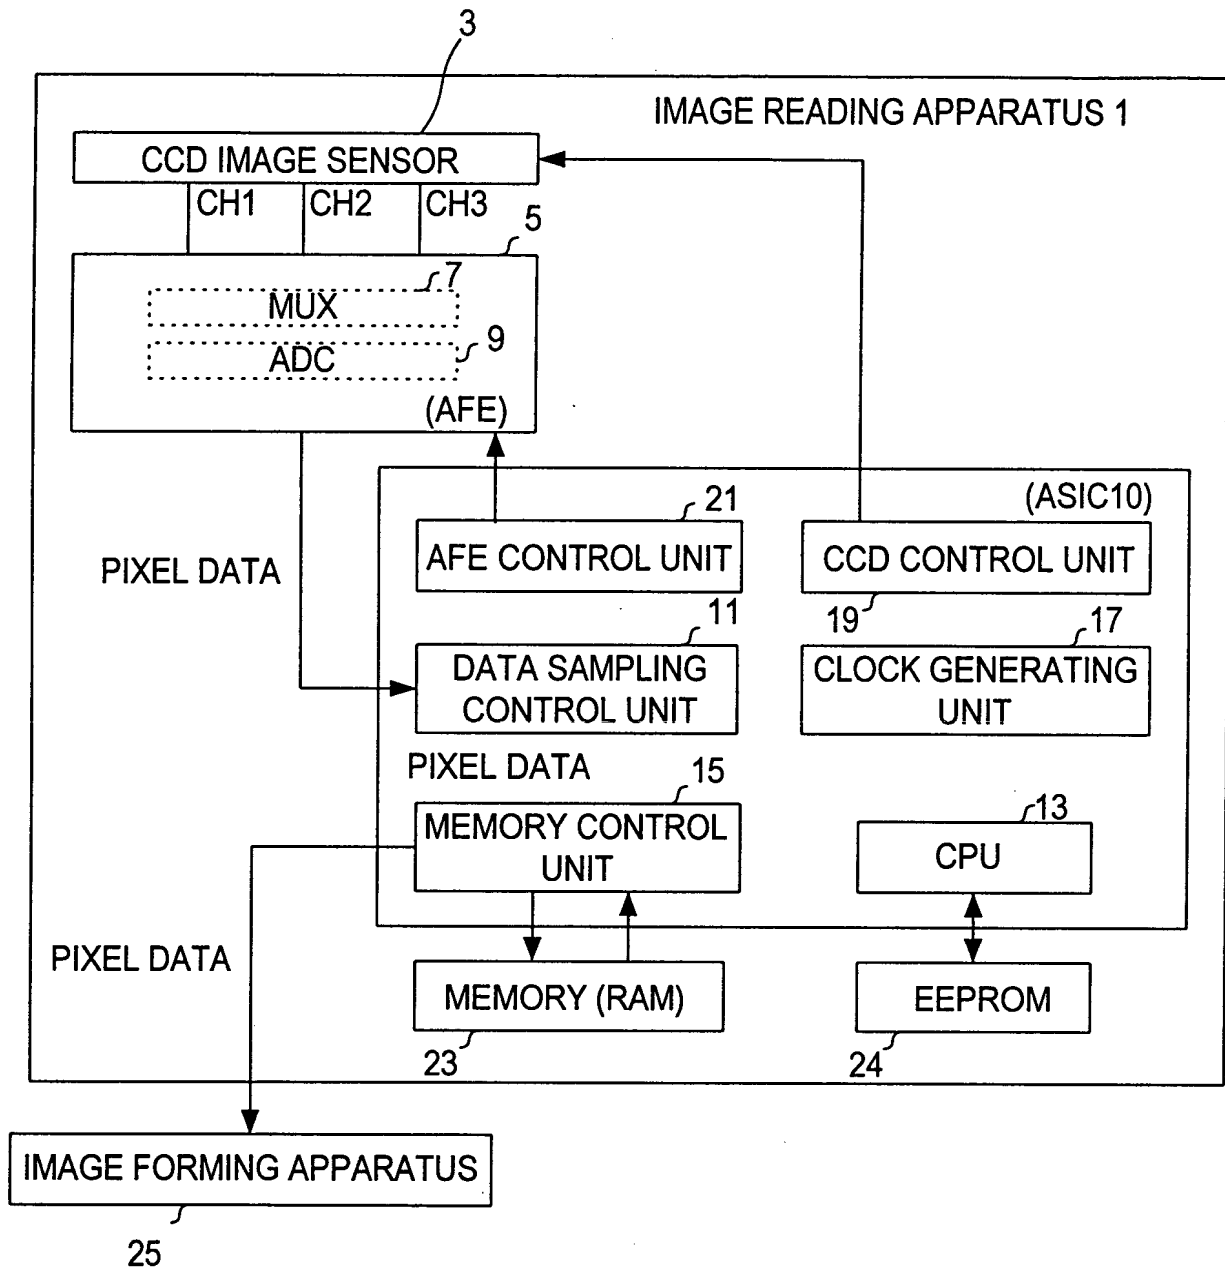 3
IMAGE READING APPARATUS 1
CCD IMAGE SENSOR
CH1
CH2
CH3
5
7
MUX
9
ADC
(AFE)
(ASIC10)
21
AFE CONTROL UNIT
CCD CONTROL UNIT
19
PIXEL DATA
11
17
DATA SAMPLING
CONTROL UNIT
CLOCK GENERATING
UNIT
PIXEL DATA
15
MEMORY CONTROL
UNIT
13
CPU
PIXEL DATA
MEMORY (RAM)
23
EEPROM
24
IMAGE FORMING APPARATUS
25